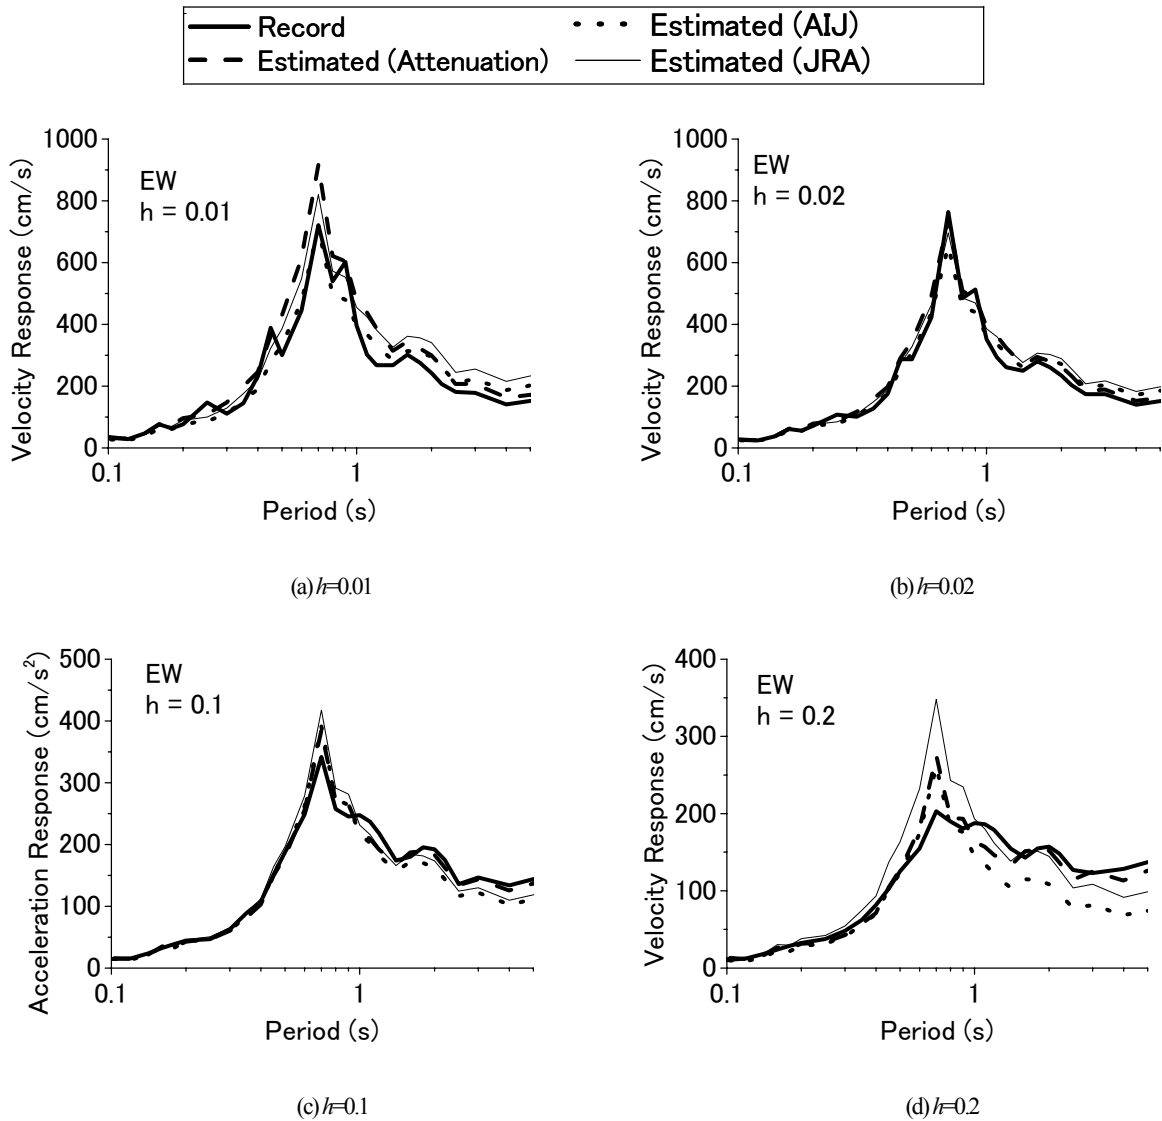 Record
Estimated (AIJ)
Estimated (Attenuation)
Estimated (JRA)
1000
800
600
400
200
0
Velocity Response (cm/s)
EW
h = 0.01
0.1
1
Period (s)
(a) h=0.01
1000
800
600
400
200
0
Velocity Response (cm/s)
EW
h = 0.02
0.1
1
Period (s)
(b) h=0.02
500
400
300
200
100
0
Acceleration Response (cm/s²)
EW
h = 0.1
0.1
1
Period (s)
(c) h=0.1
400
300
200
100
0
Velocity Response (cm/s)
EW
h = 0.2
0.1
1
Period (s)
(d) h=0.2